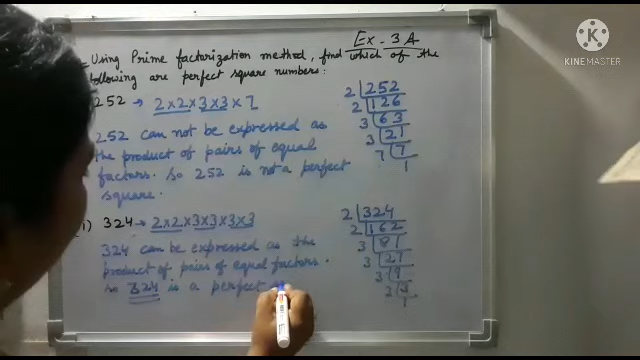 Ex - 3A
Using Prime factorization method, find which of the
following are perfect square numbers:
252 → 2×2×3×3×7
252 can not be expressed as
the product of pairs of equal
factors. So 252 is not a perfect
square.
2 252
2 126
3 63
3 21
7 7
1
324 → 2×2×3×3×3×3
324 can be expressed as the
product of pairs of equal factors.
So 324 is a perfect
2 324
2 162
3 81
3 27
3 9
3 3
1
KINEMASTER